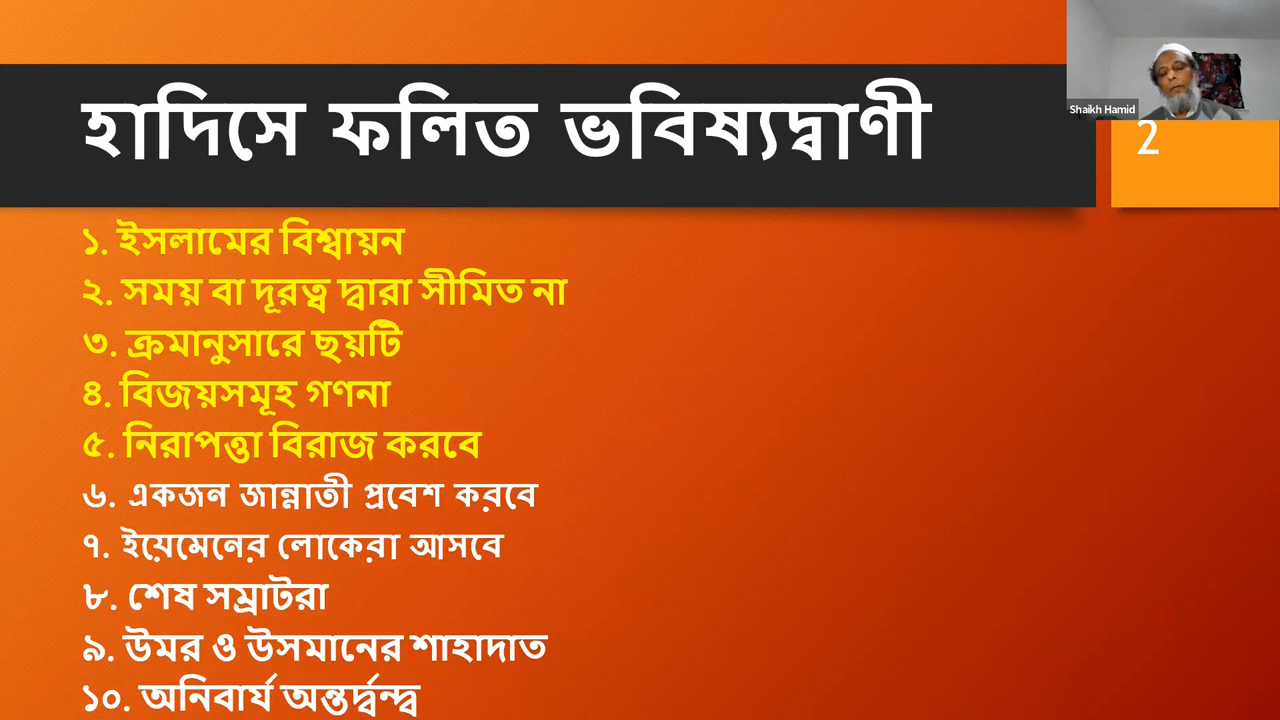 হাদিসে ফলিত ভবিষ্যদ্বাণী
Shaikh Hamid
2
১. ইসলামের বিশ্বায়ন
২. সময় বা দূরত্ব দ্বারা সীমিত না
৩. ক্রমানুসারে ছয়টি
৪. বিজয়সমূহ গণনা
৫. নিরাপত্তা বিরাজ করবে
৬. একজন জান্নাতী প্রবেশ করবে
৭. ইয়েমেনের লোকেরা আসবে
৮. শেষ সম্রাটরা
৯. উমর ও উসমানের শাহাদাত
১০. অনিবার্য অন্তর্দ্বন্দ্ব